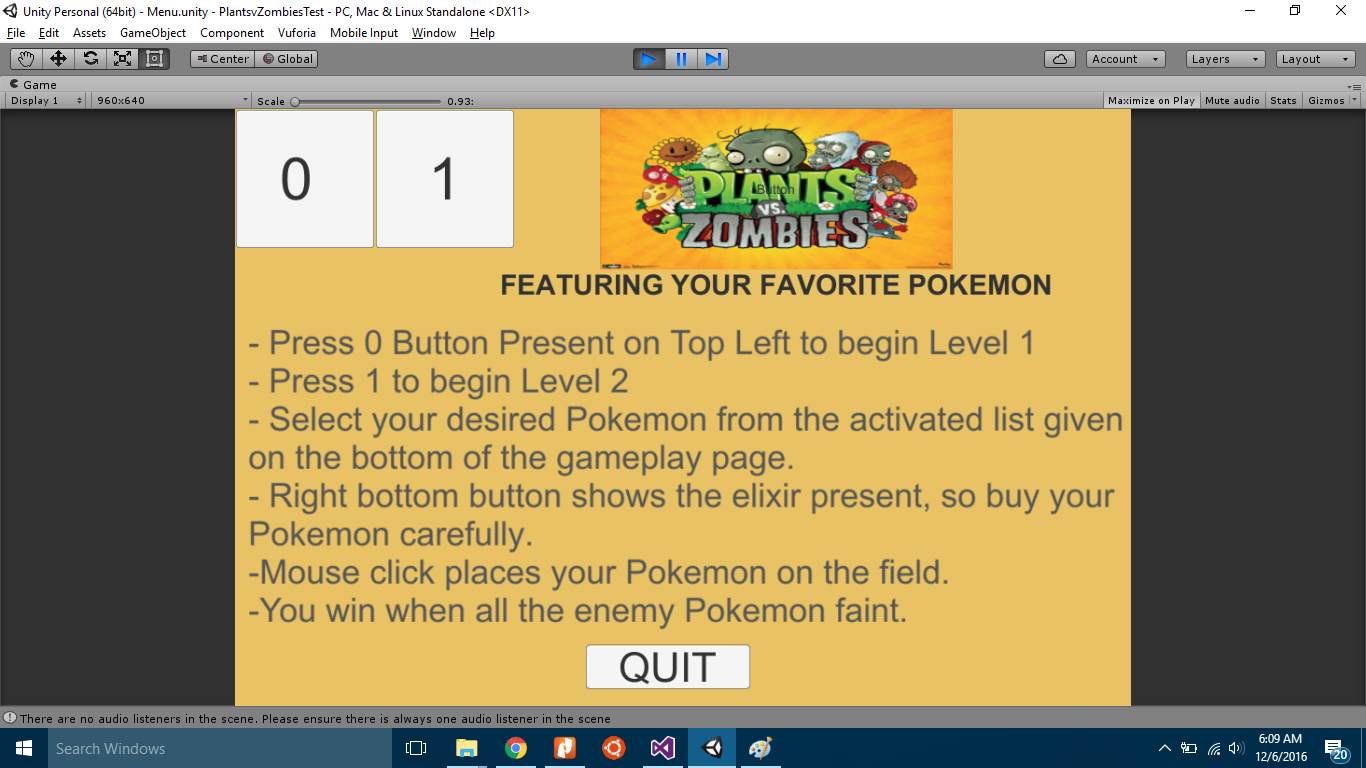 Unity Personal (64bit) - Menu.unity - PlantsvZombiesTest - PC, Mac & Linux Standalone <DX11>
File Edit Assets GameObject Component Vuforia Mobile Input Window Help
Center Global Account Layers Layout
Game
Display 1 960x640 Scale 0.93: Maximize on Play Mute audio Stats Gizmos
0 1
PLANTS
Button
VS.
ZOMBIES
FEATURING YOUR FAVORITE POKEMON
- Press 0 Button Present on Top Left to begin Level 1
- Press 1 to begin Level 2
- Select your desired Pokemon from the activated list given
on the bottom of the gameplay page.
- Right bottom button shows the elixir present, so buy your
Pokemon carefully.
-Mouse click places your Pokemon on the field.
-You win when all the enemy Pokemon faint.
QUIT
There are no audio listeners in the scene. Please ensure there is always one audio listener in the scene
Search Windows
6:09 AM
12/6/2016
20